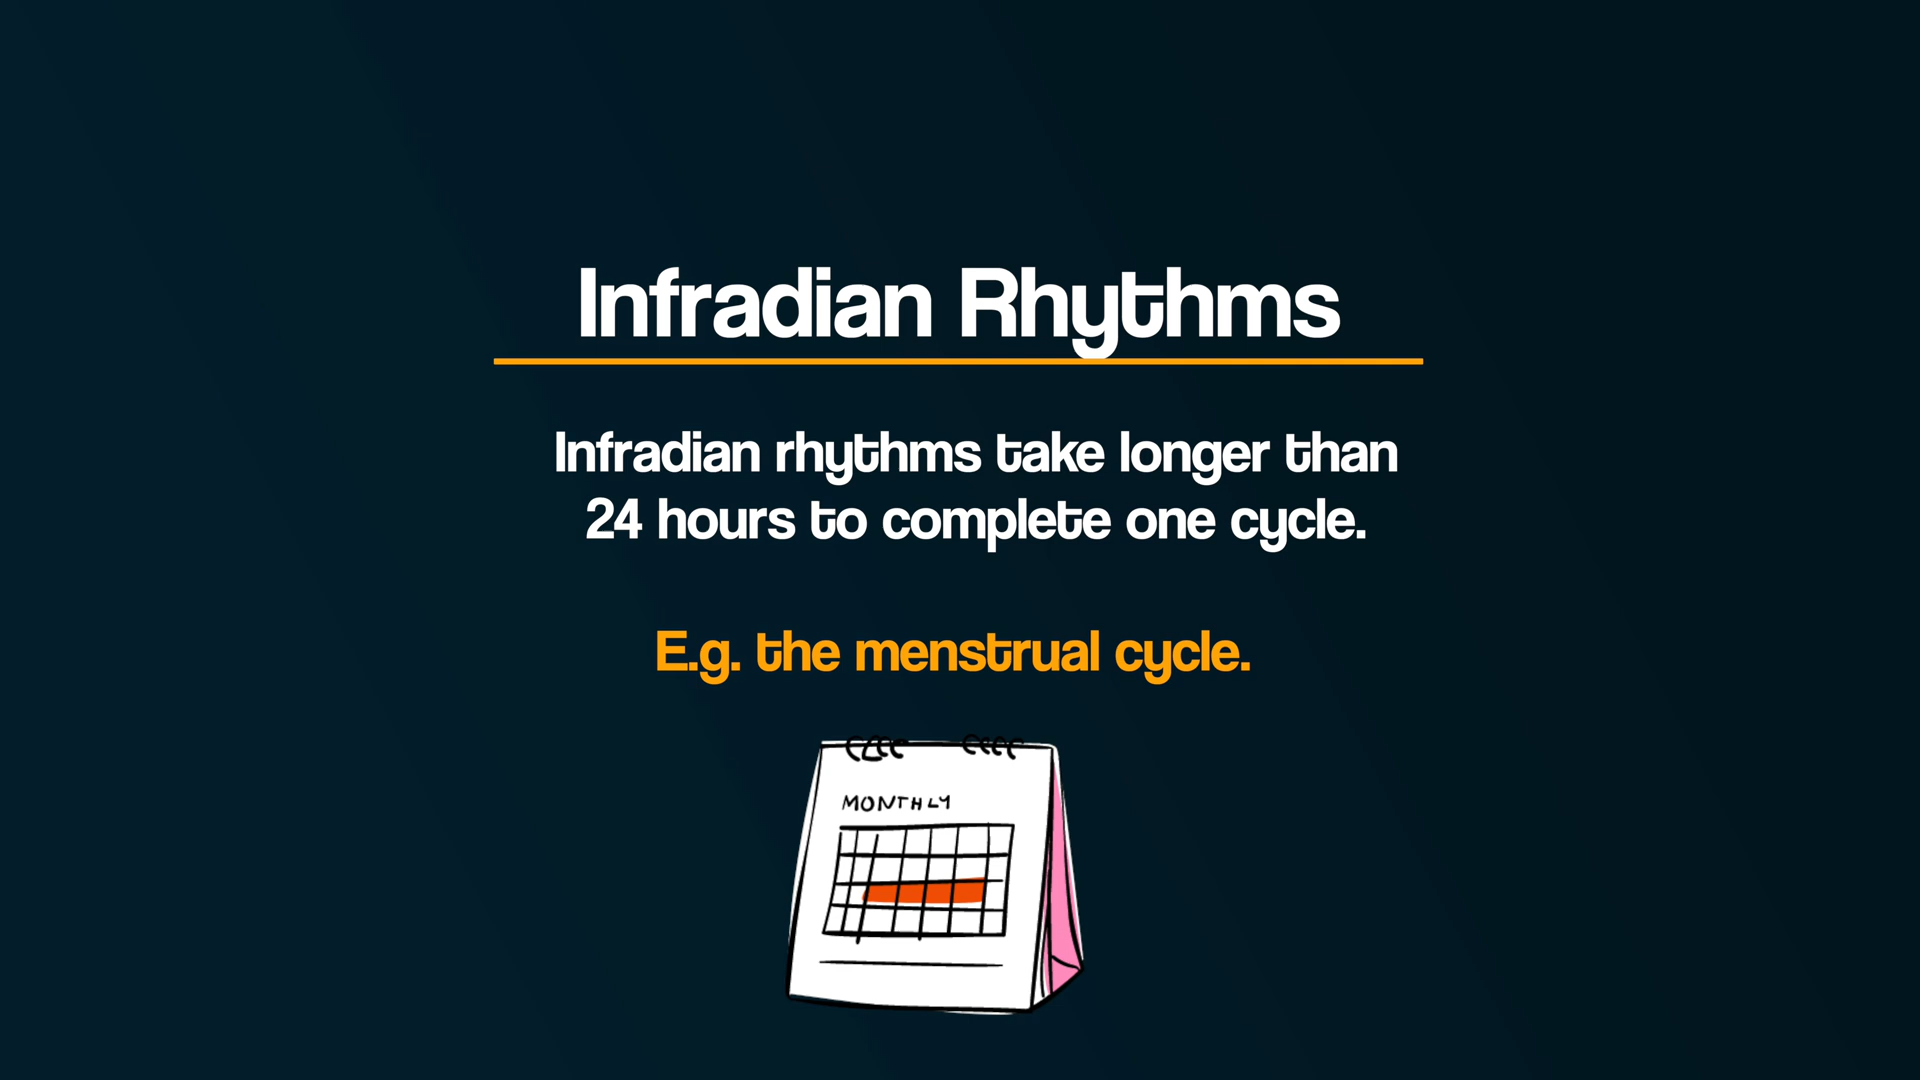 Infradian Rhythms
Infradian rhythms take longer than
24 hours to complete one cycle.
E.g. the menstrual cycle.
MONTHLY